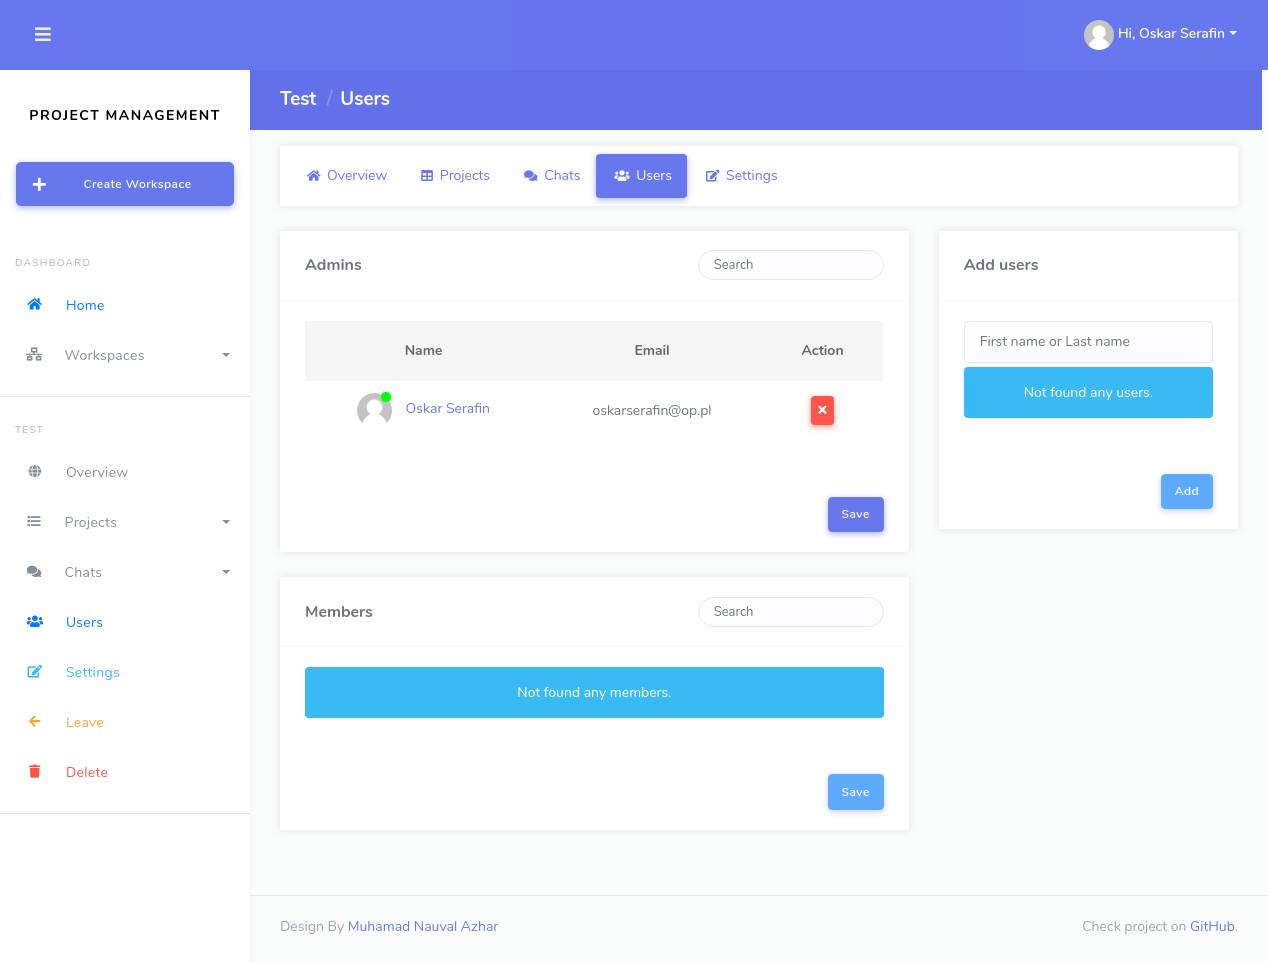 Hi, Oskar Serafin
PROJECT MANAGEMENT
Create Workspace
DASHBOARD
Home
Workspaces
TEST
Overview
Projects
Chats
Users
Settings
Leave
Delete
Test / Users
Overview Projects Chats Users Settings
Admins
Search
Name Email Action
Oskar Serafin oskarserafin@op.pl
Save
Add users
First name or Last name
Not found any users.
Add
Members
Search
Not found any members.
Save
Design By Muhamad Nauval Azhar
Check project on GitHub.